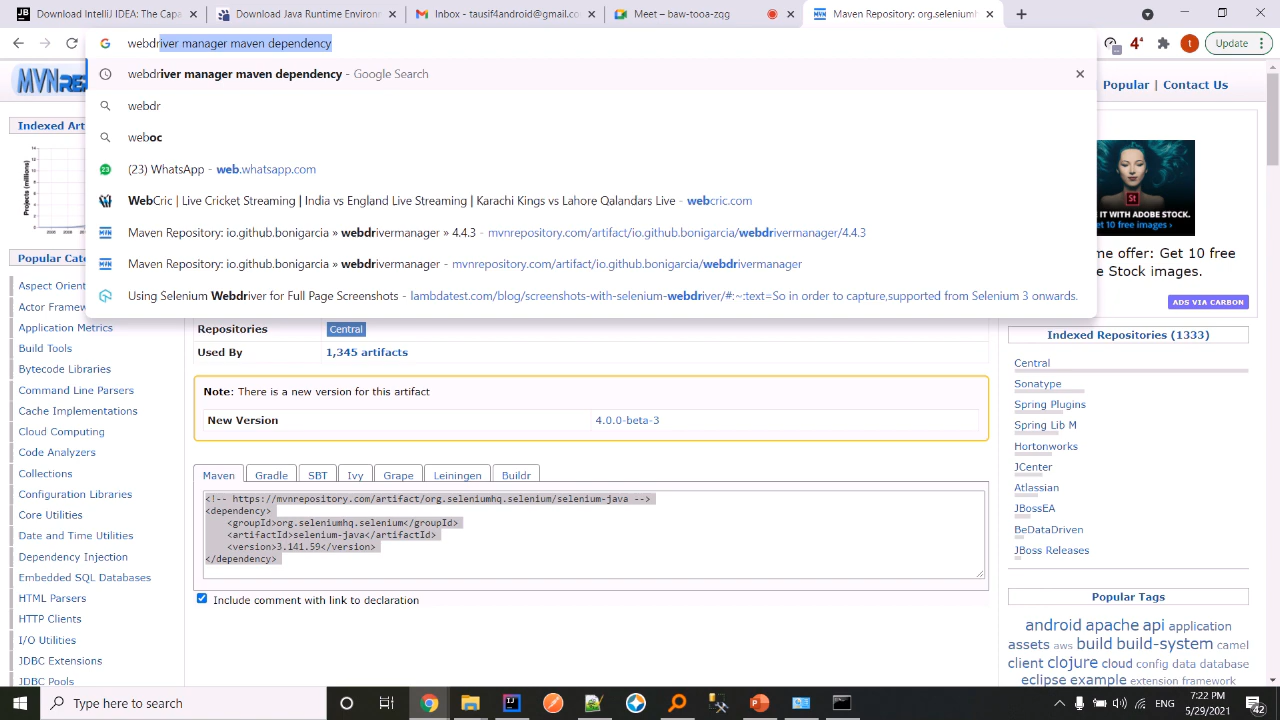 Download IntelliJ IDEA: The Capa
Domain Registration Environment
Inbox - tausifandroid@gmail.co
Meet – bwb-tooa-zog
Maven Repository: org.seleniumh
webdriver manager maven dependency
4
t
Update
webdriver manager maven dependency - Google Search
webdr
weboc
(23) WhatsApp - web.whatsapp.com
WebCric | Live Cricket Streaming | India vs England Live Streaming | Karachi Kings vs Lahore Qalandars Live - webcric.com
Maven Repository: io.github.bonigarcia » webdrivermanager » 4.4.3 - mvnrepository.com/artifact/io.github.bonigarcia/webdrivermanager/4.4.3
Maven Repository: io.github.bonigarcia » webdrivermanager - mvnrepository.com/artifact/io.github.bonigarcia/webdrivermanager
Using Selenium Webdriver for Full Page Screenshots - lambdatest.com/blog/screenshots-with-selenium-webdriver/#:~:text=So in order to capture,supported from Selenium 3 onwards.
Popular | Contact Us
Indexed Art
Projects (millions)
Popular Cate
Aspect Orient
Actor Framew
Application Metrics
Build Tools
Bytecode Libraries
Command Line Parsers
Cache Implementations
Cloud Computing
Code Analyzers
Collections
Configuration Libraries
Core Utilities
Date and Time Utilities
Dependency Injection
Embedded SQL Databases
HTML Parsers
HTTP Clients
I/O Utilities
JDBC Extensions
JDBC Pools
Repositories Central
Used By 1,345 artifacts
Note: There is a new version for this artifact
New Version 4.0.0-beta-3
Maven Gradle SBT Ivy Grape Leiningen Buildr
<!-- https://mvnrepository.com/artifact/org.seleniumhq.selenium/selenium-java -->
<dependency>
<groupId>org.seleniumhq.selenium</groupId>
<artifactId>selenium-java</artifactId>
<version>3.141.59</version>
</dependency>
Include comment with link to declaration
St
IT WITH ADOBE STOCK.
et 10 free images ›
me offer: Get 10 free
e Stock images.
ADS VIA CARBON
Indexed Repositories (1333)
Central
Sonatype
Spring Plugins
Spring Lib M
Hortonworks
JCenter
Atlassian
JBossEA
BeDataDriven
JBoss Releases
Popular Tags
android apache api application
assets aws build build-system camel
client clojure cloud config data database
eclipse example extension framework
Type here to search
ENG
7:22 PM
5/29/2021
42